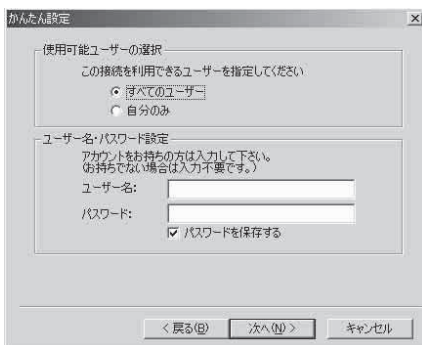 かんたん設定
使用可能ユーザーの選択
この接続を利用できるユーザーを指定してください
すべてのユーザー
自分のみ
ユーザー名・パスワード設定
アカウントをお持ちの方は入力して下さい。
(お持ちでない場合は入力不要です。)
ユーザー名:
パスワード:
パスワードを保存する
< 戻る(B)
次へ(N) >
キャンセル